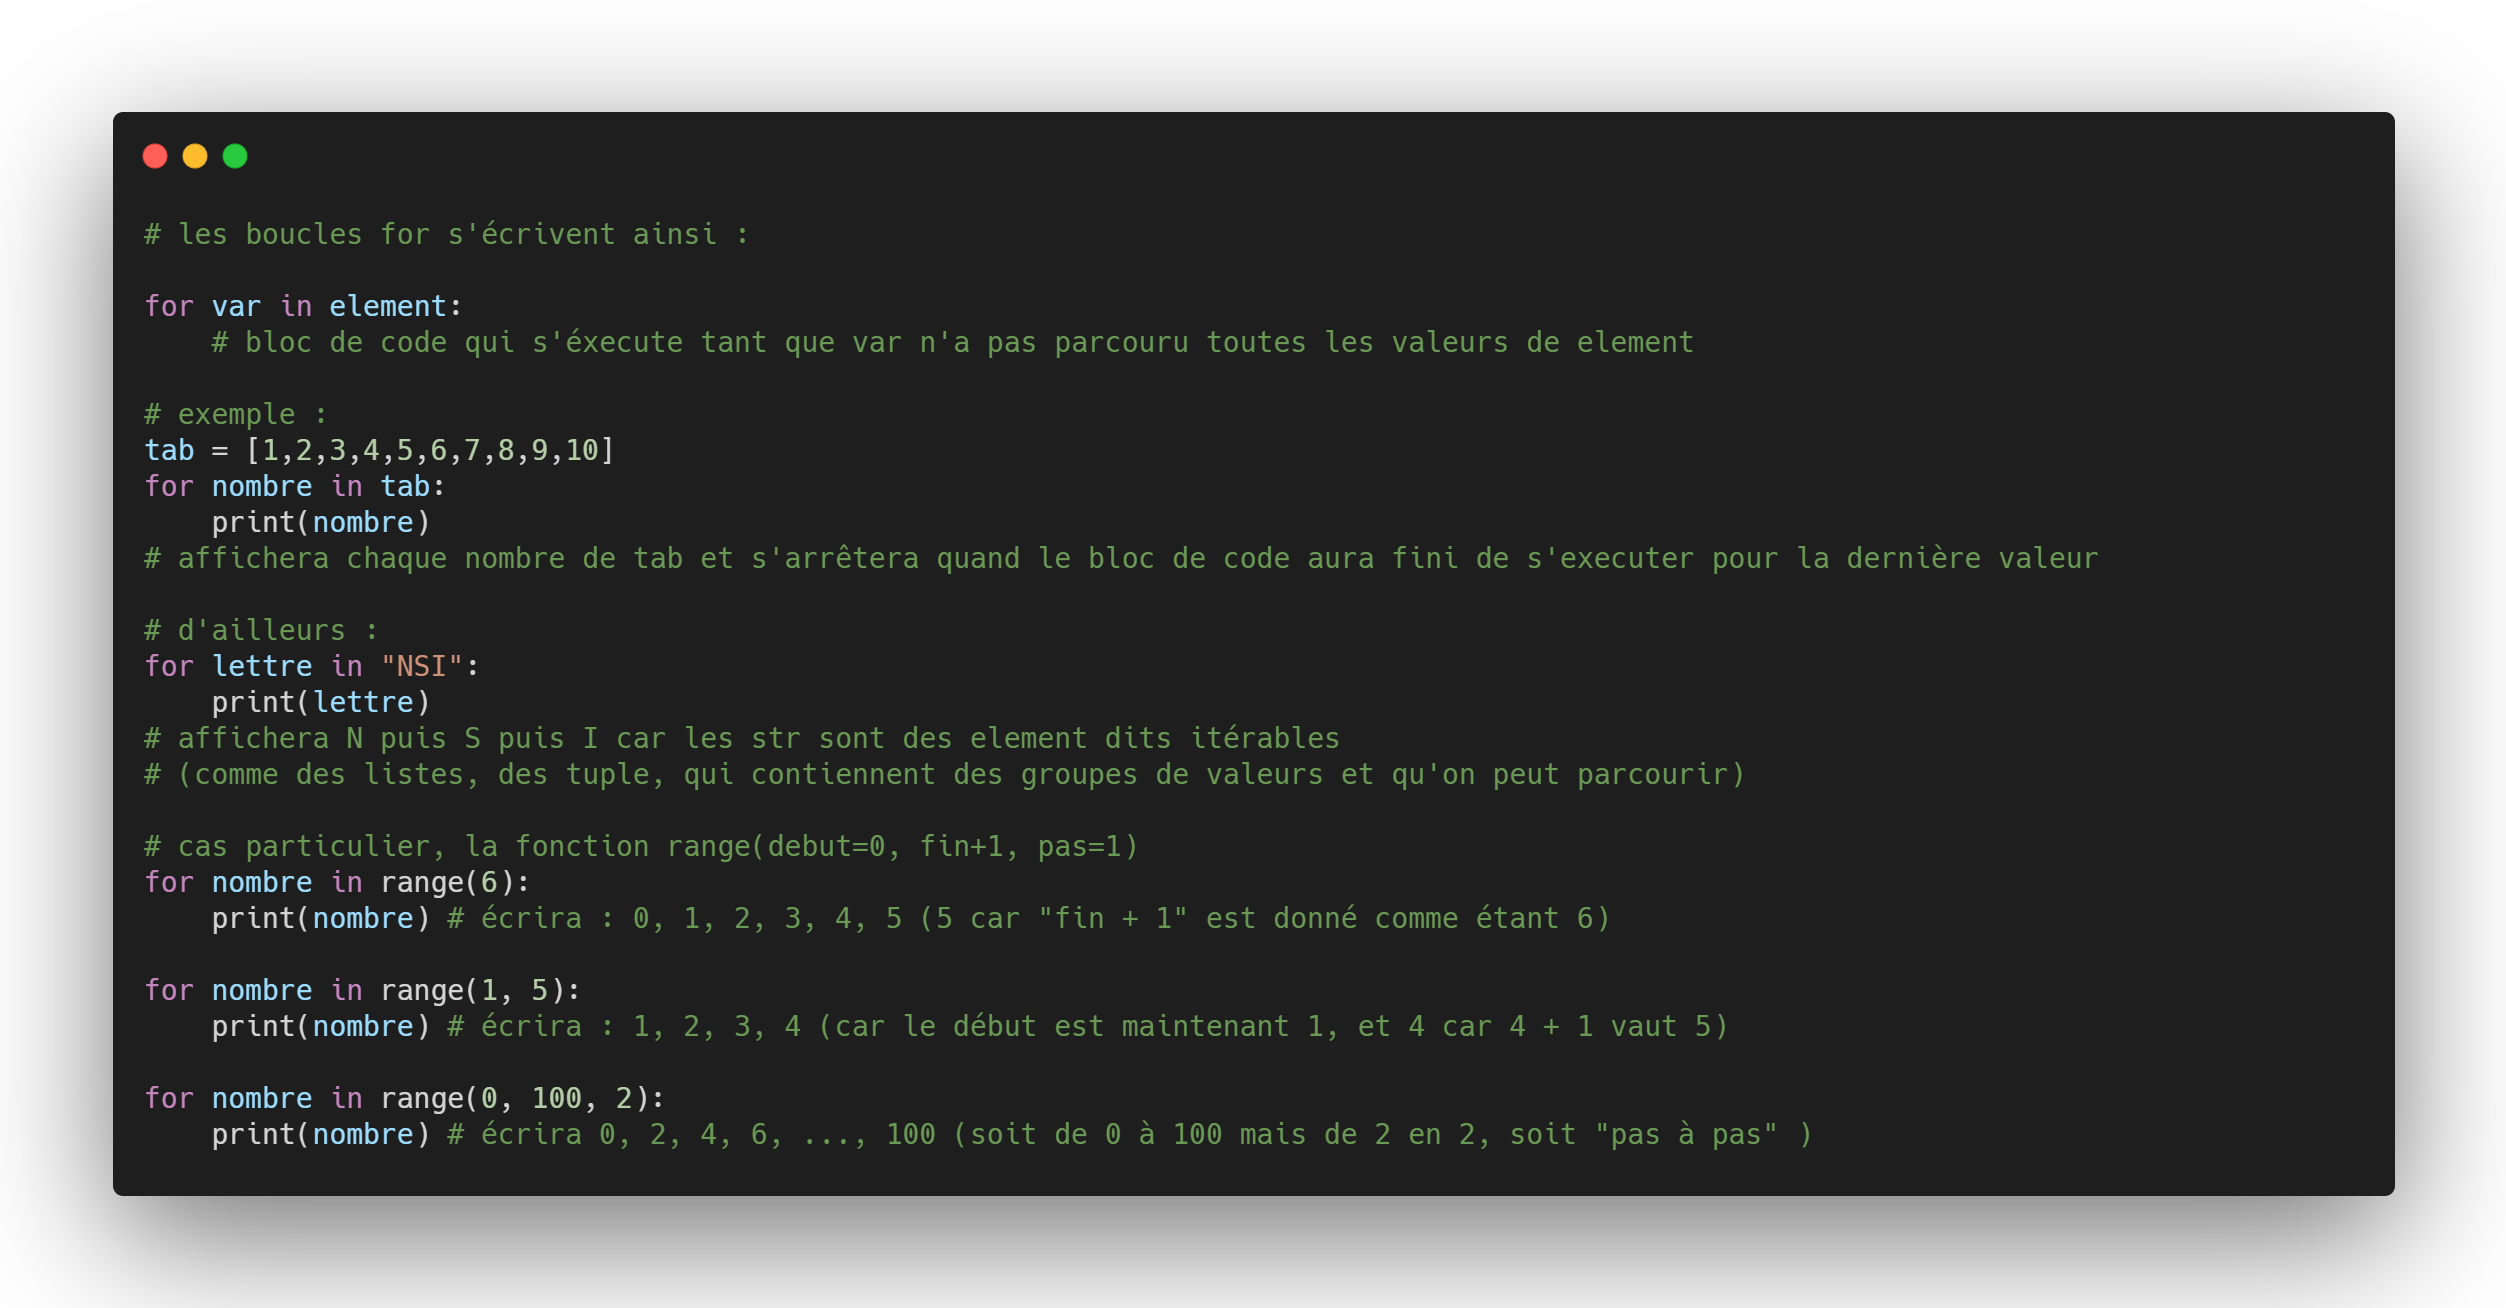 # les boucles for s'écrivent ainsi :
for var in element:
    # bloc de code qui s'éxecute tant que var n'a pas parcouru toutes les valeurs de element
# exemple :
tab = [1,2,3,4,5,6,7,8,9,10]
for nombre in tab:
    print(nombre)
# affichera chaque nombre de tab et s'arrêtera quand le bloc de code aura fini de s'executer pour la dernière valeur
# d'ailleurs :
for lettre in "NSI":
    print(lettre)
# affichera N puis S puis I car les str sont des element dits itérables
# (comme des listes, des tuple, qui contiennent des groupes de valeurs et qu'on peut parcourir)
# cas particulier, la fonction range(debut=0, fin+1, pas=1)
for nombre in range(6):
    print(nombre) # écrira : 0, 1, 2, 3, 4, 5 (5 car "fin + 1" est donné comme étant 6)
for nombre in range(1, 5):
    print(nombre) # écrira : 1, 2, 3, 4 (car le début est maintenant 1, et 4 car 4 + 1 vaut 5)
for nombre in range(0, 100, 2):
    print(nombre) # écrira 0, 2, 4, 6, ..., 100 (soit de 0 à 100 mais de 2 en 2, soit "pas à pas" )